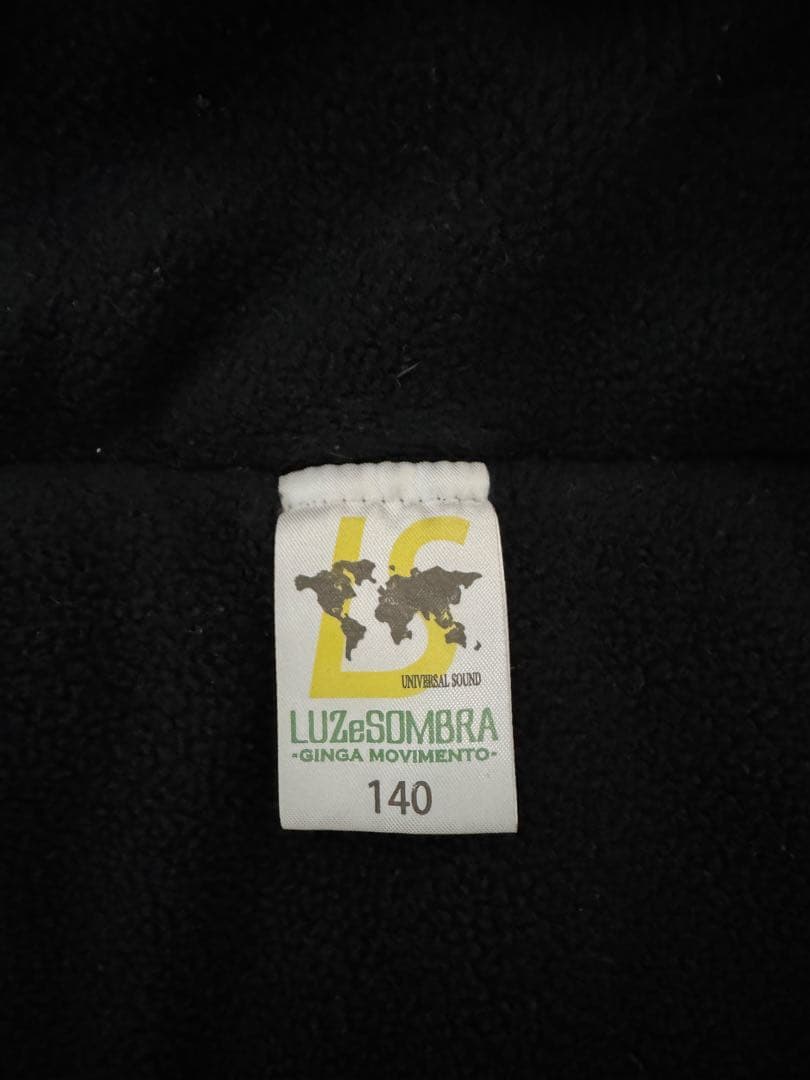 LS
UNIVERSAL SOUND
LUZeSOMBRA
-GINGA MOVIMENTO-
140